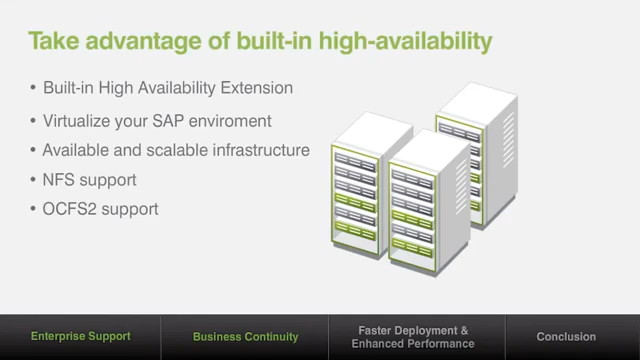 Take advantage of built-in high-availability
• Built-in High Availability Extension
• Virtualize your SAP enviroment
• Available and scalable infrastructure
• NFS support
• OCFS2 support
Enterprise Support
Business Continuity
Faster Deployment &
Enhanced Performance
Conclusion